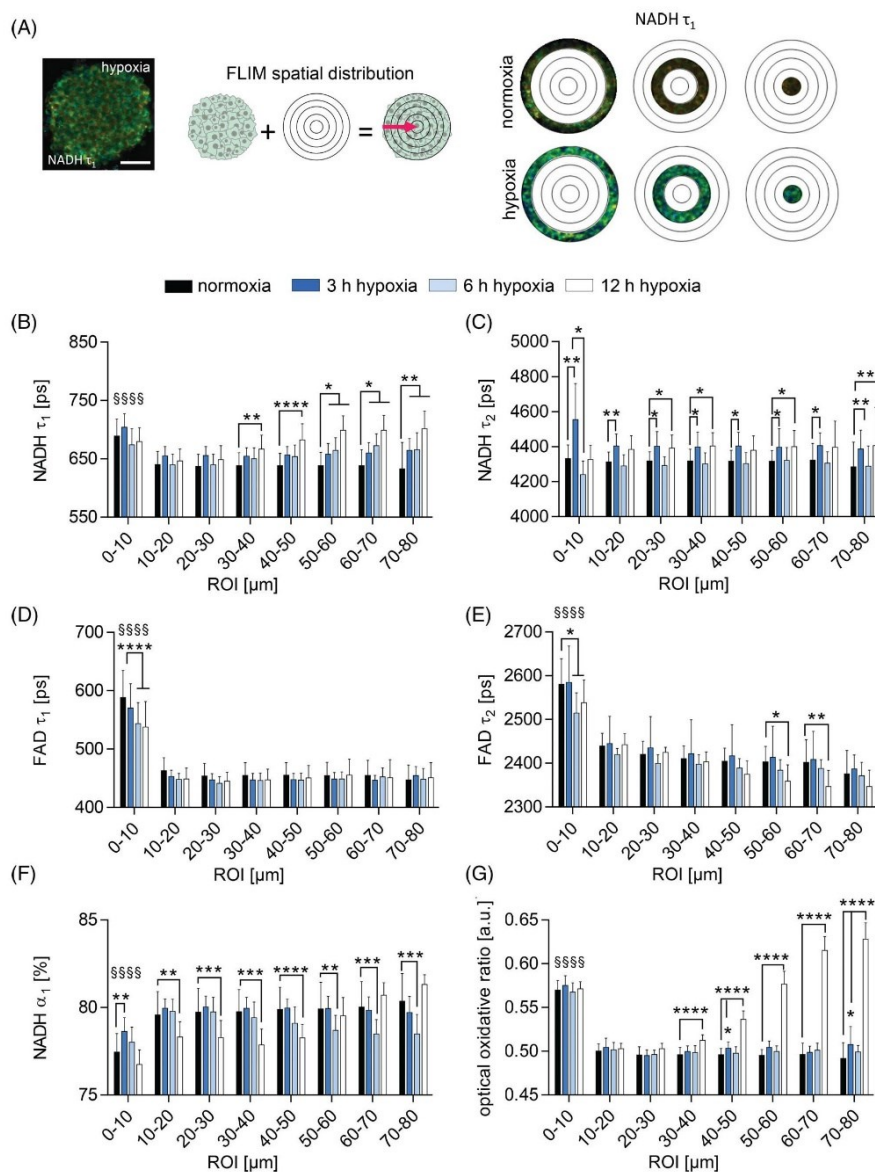 (A)
hypoxia
NADH τ1
FLIM spatial distribution
+
=
NADH τ1
normoxia
hypoxia
normoxia 3 h hypoxia 6 h hypoxia 12 h hypoxia
(B)
NADH τ1 [ps]
850
750
650
550
§§§§
**
****
*
*
**
0-10 10-20 20-30 30-40 40-50 50-60 60-70 70-80
ROI [µm]
(C)
NADH τ2 [ps]
5000
4800
4600
4400
4200
4000
*
**
**
*
*
*
*
*
*
*
*
**
**
0-10 10-20 20-30 30-40 40-50 50-60 60-70 70-80
ROI [µm]
(D)
FAD τ1 [ps]
700
600
500
400
§§§§
****
0-10 10-20 20-30 30-40 40-50 50-60 60-70 70-80
ROI [µm]
(E)
FAD τ2 [ps]
2700
2600
2500
2400
2300
§§§§
*
*
**
0-10 10-20 20-30 30-40 40-50 50-60 60-70 70-80
ROI [µm]
(F)
NADH α1 [%]
85
80
75
§§§§
**
**
***
***
****
**
***
***
0-10 10-20 20-30 30-40 40-50 50-60 60-70 70-80
ROI [µm]
(G)
optical oxidative ratio [a.u.]
0.65
0.60
0.55
0.50
0.45
§§§§
****
****
*
****
****
****
*
0-10 10-20 20-30 30-40 40-50 50-60 60-70 70-80
ROI [µm]